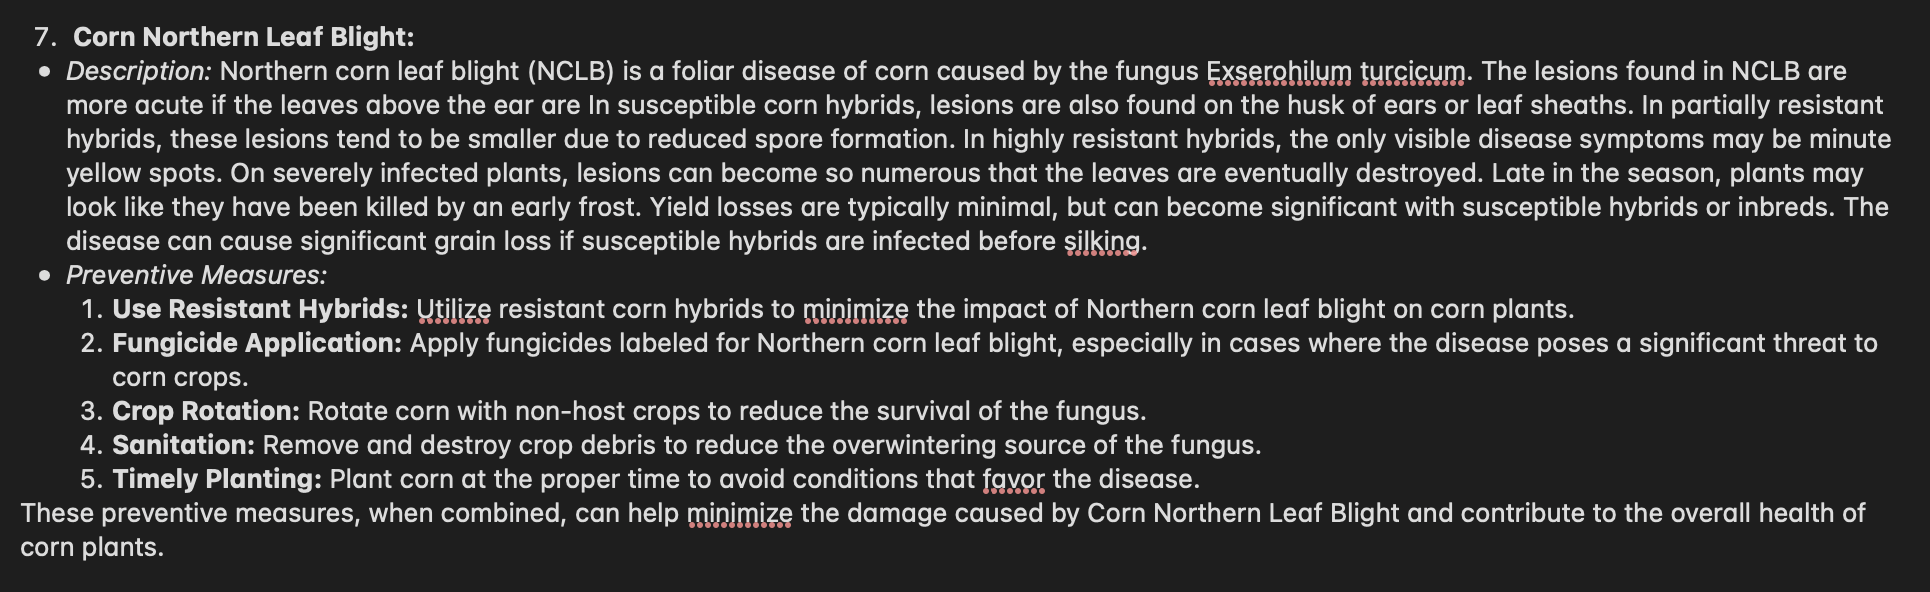 7. Corn Northern Leaf Blight:
• Description: Northern corn leaf blight (NCLB) is a foliar disease of corn caused by the fungus Exserohilum turcicum. The lesions found in NCLB are
more acute if the leaves above the ear are In susceptible corn hybrids, lesions are also found on the husk of ears or leaf sheaths. In partially resistant
hybrids, these lesions tend to be smaller due to reduced spore formation. In highly resistant hybrids, the only visible disease symptoms may be minute
yellow spots. On severely infected plants, lesions can become so numerous that the leaves are eventually destroyed. Late in the season, plants may
look like they have been killed by an early frost. Yield losses are typically minimal, but can become significant with susceptible hybrids or inbreds. The
disease can cause significant grain loss if susceptible hybrids are infected before silking.
• Preventive Measures:
1. Use Resistant Hybrids: Utilize resistant corn hybrids to minimize the impact of Northern corn leaf blight on corn plants.
2. Fungicide Application: Apply fungicides labeled for Northern corn leaf blight, especially in cases where the disease poses a significant threat to
corn crops.
3. Crop Rotation: Rotate corn with non-host crops to reduce the survival of the fungus.
4. Sanitation: Remove and destroy crop debris to reduce the overwintering source of the fungus.
5. Timely Planting: Plant corn at the proper time to avoid conditions that favor the disease.
These preventive measures, when combined, can help minimize the damage caused by Corn Northern Leaf Blight and contribute to the overall health of
corn plants.